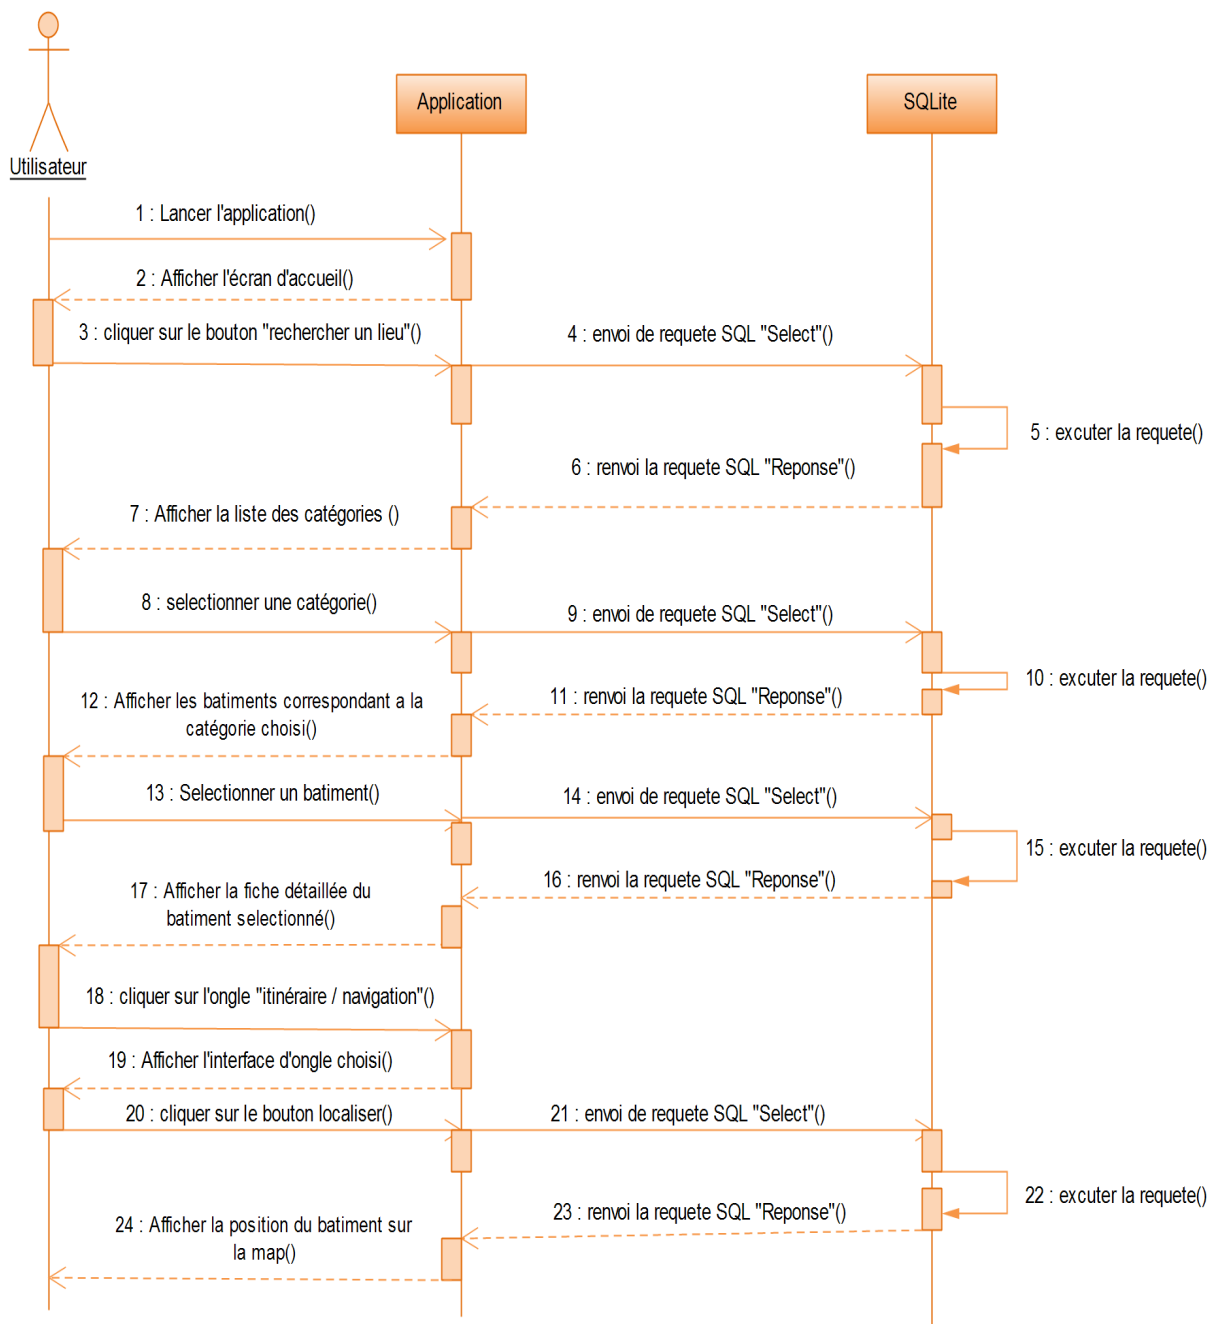 Application
SQLite
Utilisateur
1 : Lancer l'application()
2 : Afficher l'écran d'accueil()
3 : cliquer sur le bouton "rechercher un lieu"()
4 : envoi de requete SQL "Select"()
5 : excuter la requete()
6 : renvoi la requete SQL "Reponse"()
7 : Afficher la liste des catégories ()
8 : selectionner une catégorie()
9 : envoi de requete SQL "Select"()
10 : excuter la requete()
11 : renvoi la requete SQL "Reponse"()
12 : Afficher les batiments correspondant a la
catégorie choisi()
13 : Selectionner un batiment()
14 : envoi de requete SQL "Select"()
15 : excuter la requete()
16 : renvoi la requete SQL "Reponse"()
17 : Afficher la fiche détaillée du
batiment selectionné()
18 : cliquer sur l'ongle "itinéraire / navigation"()
19 : Afficher l'interface d'ongle choisi()
20 : cliquer sur le bouton localiser()
21 : envoi de requete SQL "Select"()
22 : excuter la requete()
23 : renvoi la requete SQL "Reponse"()
24 : Afficher la position du batiment sur
la map()